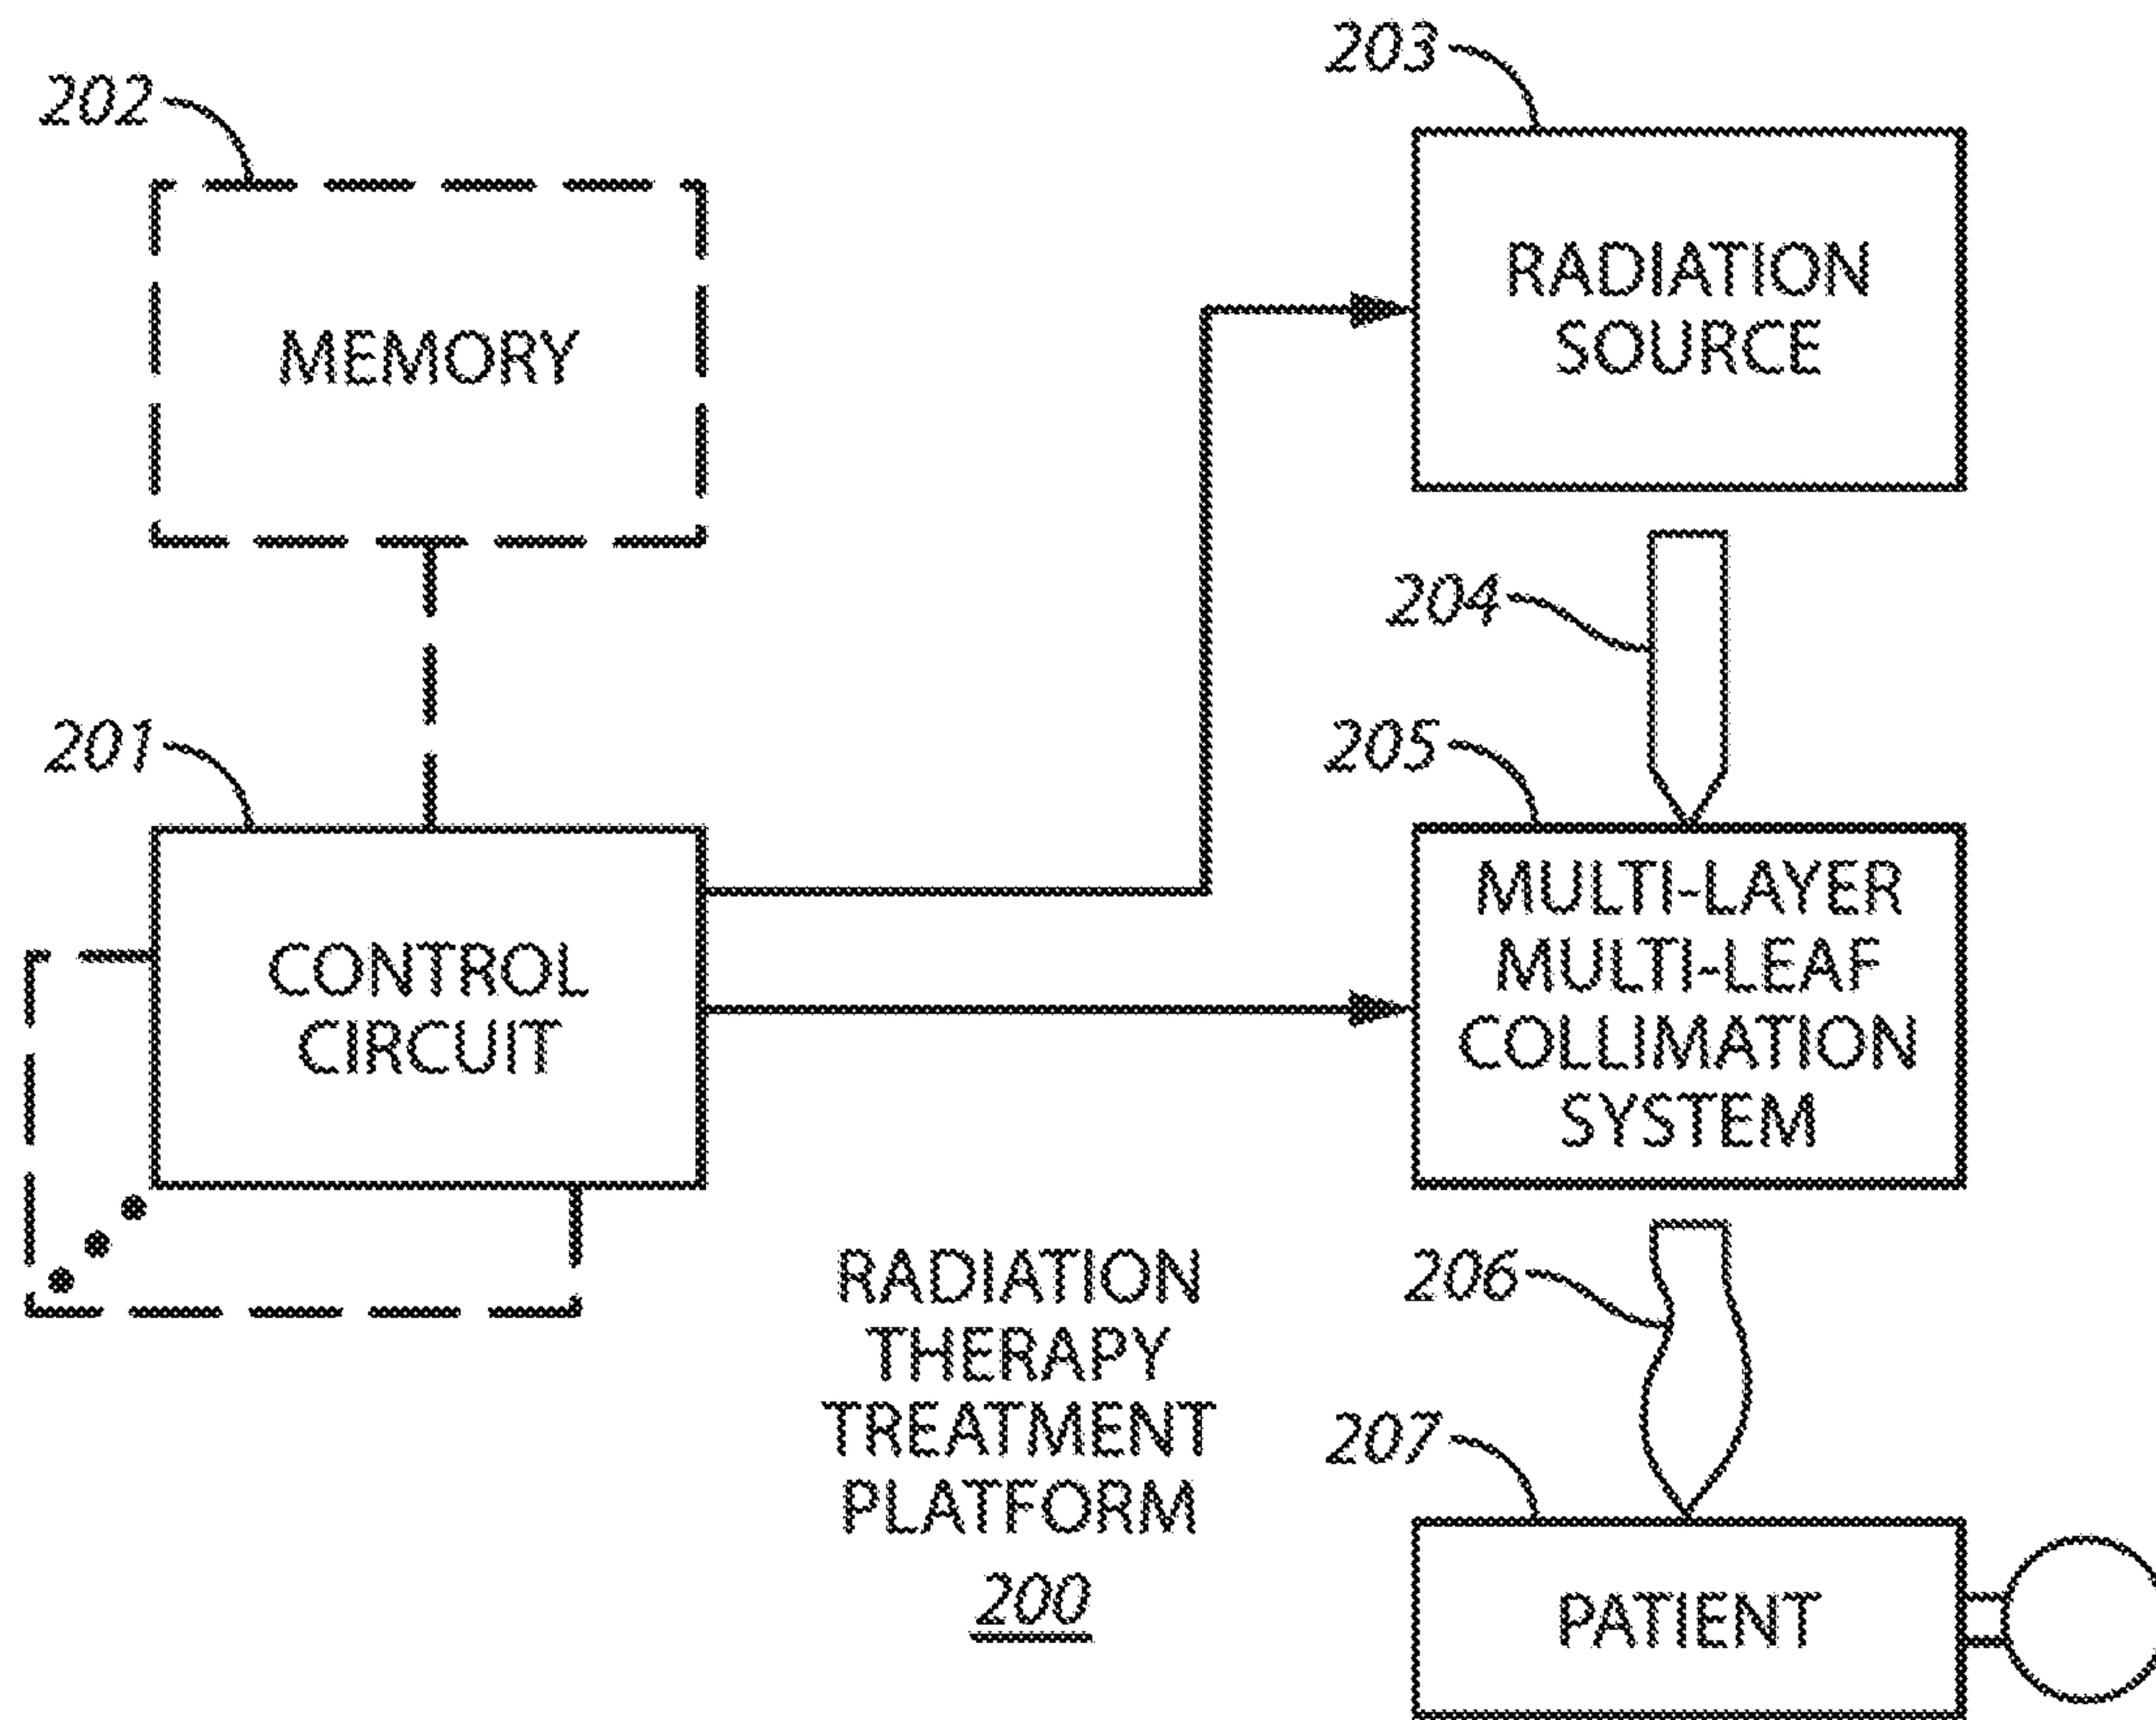 203
202
RADIATION
SOURCE
MEMORY
204
201
205
MULTI-LAYER
MULTI-LEAF
COLLIMATION
SYSTEM
CONTROL
CIRCUIT
206
RADIATION
THERAPY
TREATMENT
PLATFORM
200
207
PATIENT